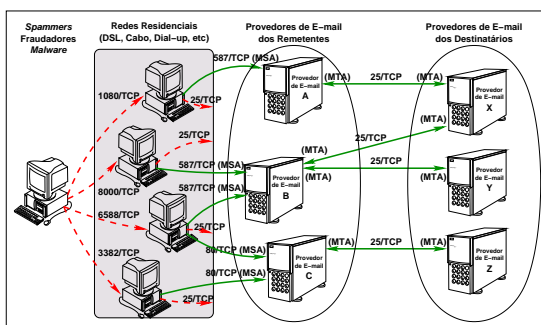 Spammers
Fraudadores
Malware
Redes Residenciais
(DSL, Cabo, Dial-up, etc)
Provedores de E-mail
dos Remetentes
Provedores de E-mail
dos Destinatários
587/TCP (MSA)
1080/TCP
25/TCP
Provedor
de E-mail
A
(MTA)
25/TCP
(MTA)
Provedor
de E-mail
X
25/TCP
(MTA)
25/TCP
8000/TCP
587/TCP (MSA)
587/TCP (MSA)
Provedor
de E-mail
B
(MTA)
(MTA)
25/TCP
(MTA)
Provedor
de E-mail
Y
6588/TCP
25/TCP
3382/TCP
80/TCP (MSA)
80/TCP (MSA)
25/TCP
Provedor
de E-mail
C
(MTA)
25/TCP
(MTA)
Provedor
de E-mail
Z